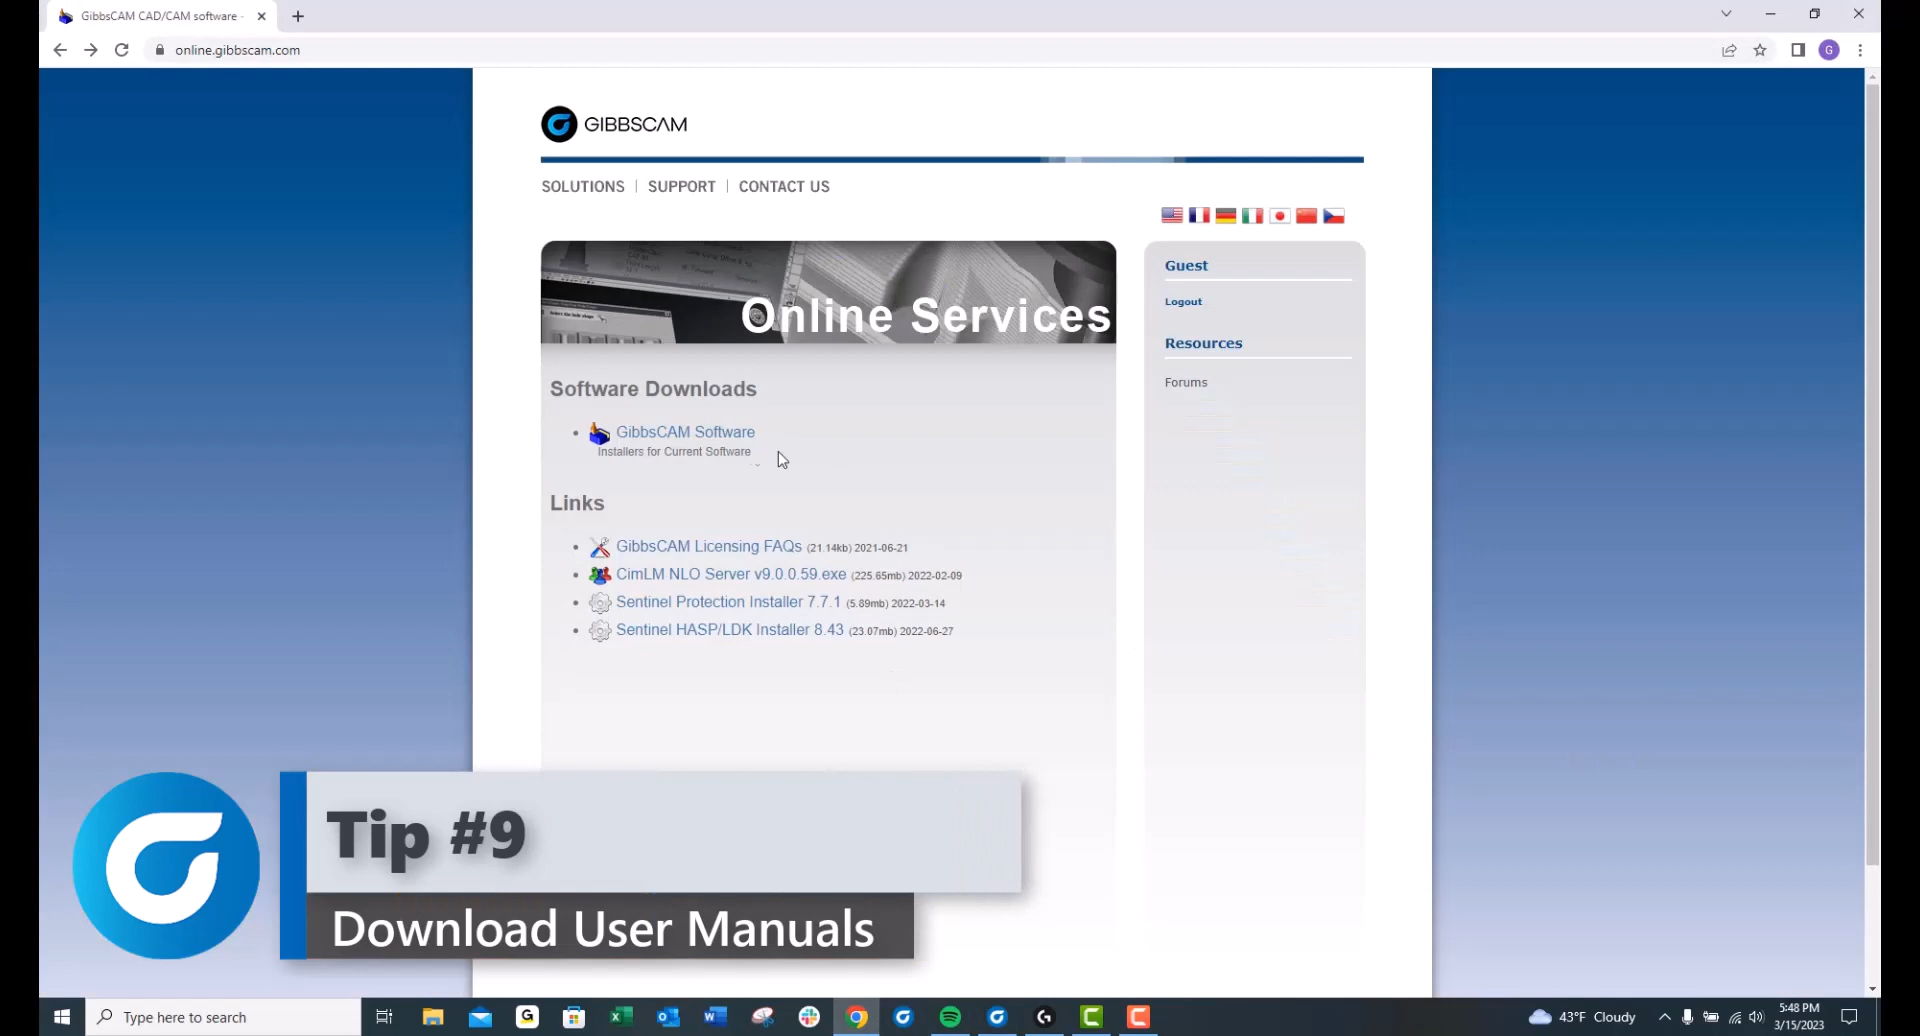 GibbsCAM CAD/CAM software -
online.gibbscam.com
G
GIBBSCAM
SOLUTIONS | SUPPORT | CONTACT US
Online Services
Guest
Logout
Resources
Forums
Software Downloads
GibbsCAM Software
Installers for Current Software
Links
GibbsCAM Licensing FAQs (21.14kb) 2021-06-21
CimLM NLO Server v9.0.0.59.exe (225.65mb) 2022-02-09
Sentinel Protection Installer 7.7.1 (5.89mb) 2022-03-14
Sentinel HASP/LDK Installer 8.43 (23.07mb) 2022-06-27
Tip #9
Download User Manuals
Type here to search
43°F Cloudy
5:48 PM
3/15/2023